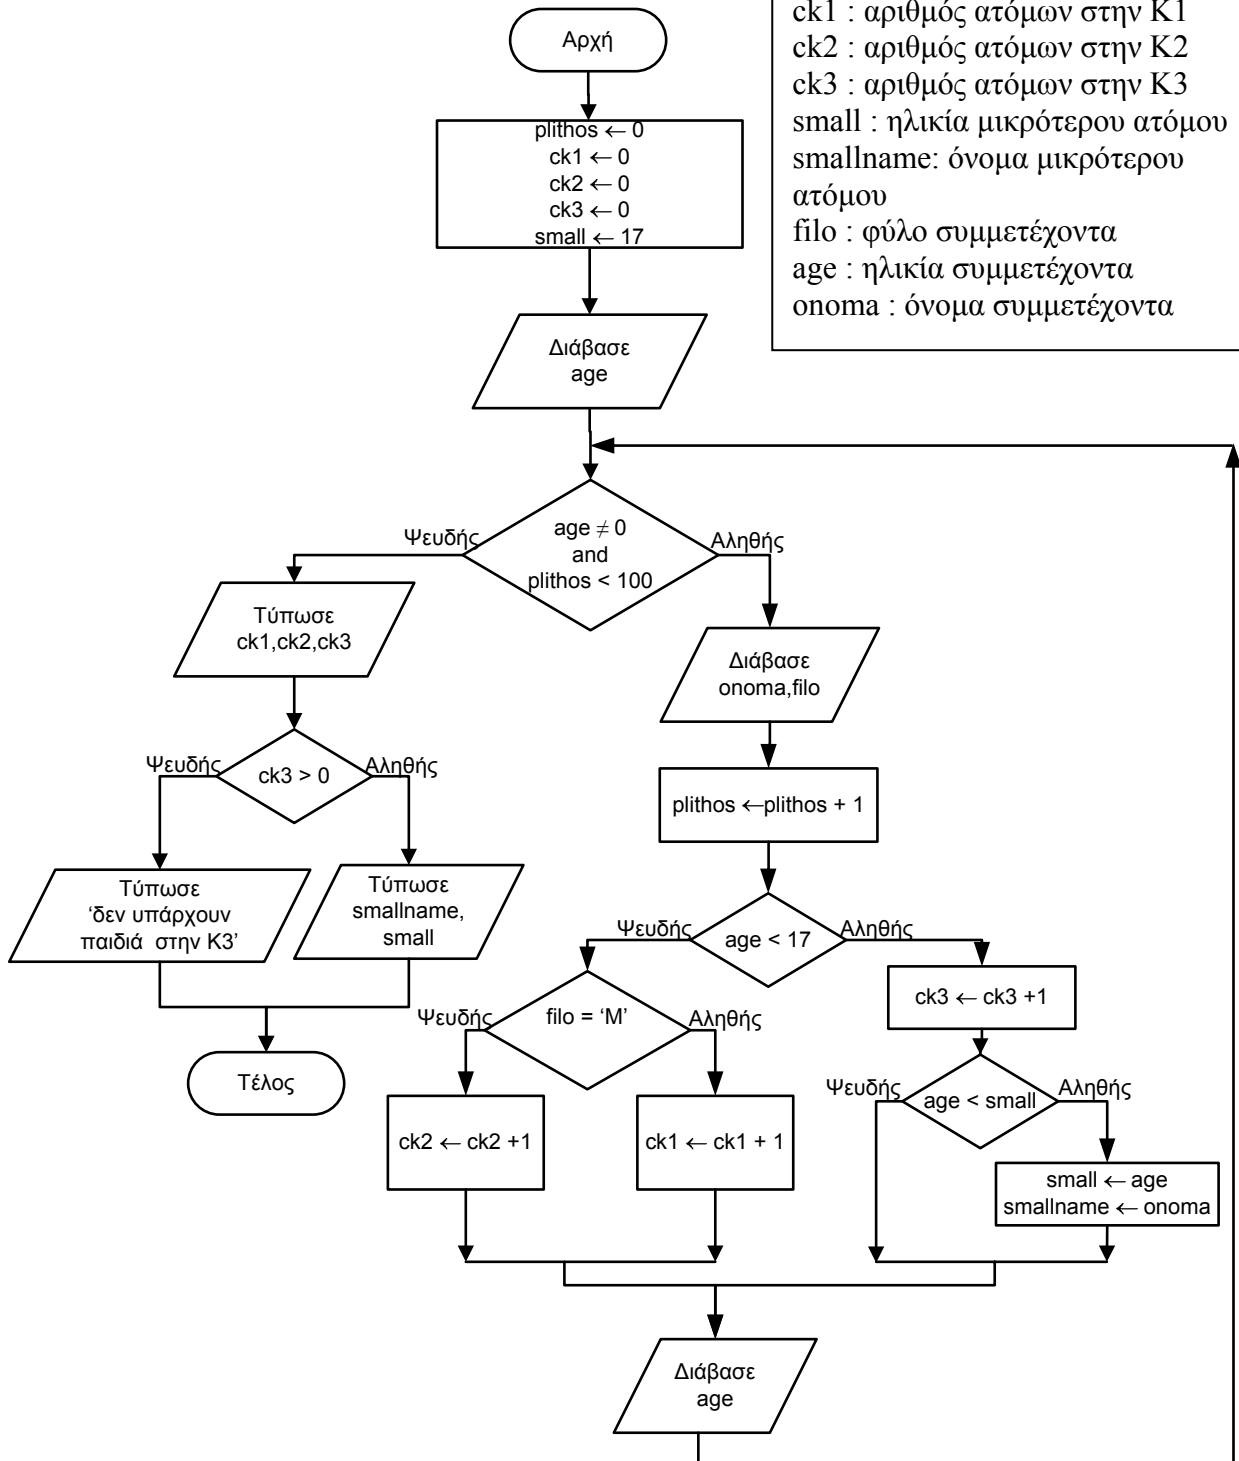 ck1 : αριθμός ατόμων στην Κ1
ck2 : αριθμός ατόμων στην Κ2
ck3 : αριθμός ατόμων στην Κ3
small : ηλικία μικρότερου ατόμου
smallname: όνομα μικρότερου
ατόμου
filo : φύλο συμμετέχοντα
age : ηλικία συμμετέχοντα
onoma : όνομα συμμετέχοντα
Αρχή
plithos ← 0
ck1 ← 0
ck2 ← 0
ck3 ← 0
small ← 17
Διάβασε
age
Ψευδής
age ≠ 0
and
plithos < 100
Αληθής
Τύπωσε
ck1,ck2,ck3
Διάβασε
onoma,filo
Ψευδής
ck3 > 0
Αληθής
plithos ←plithos + 1
Τύπωσε
‘δεν υπάρχουν
παιδιά στην Κ3’
Τύπωσε
smallname,
small
Ψευδής
age < 17
Αληθής
ck3 ← ck3 +1
Ψευδής
filo = ‘M’
Αληθής
Τέλος
Ψευδής
age < small
Αληθής
ck2 ← ck2 +1
ck1 ← ck1 + 1
small ← age
smallname ← onoma
Διάβασε
age